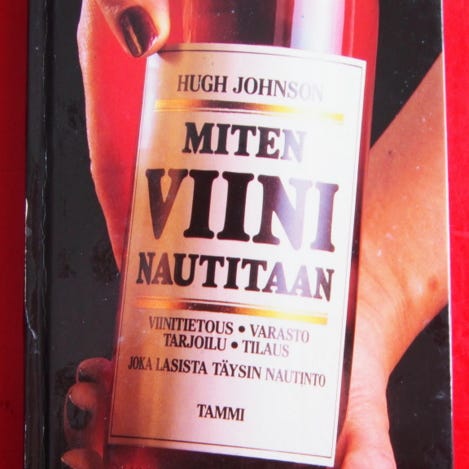 HUGH JOHNSON
MITEN
VIINI
NAUTITAAN
VIINITIETOUS • VARASTO
TARJOILU • TILAUS
JOKA LASISTA TÄYSIN NAUTINTO
TAMMI